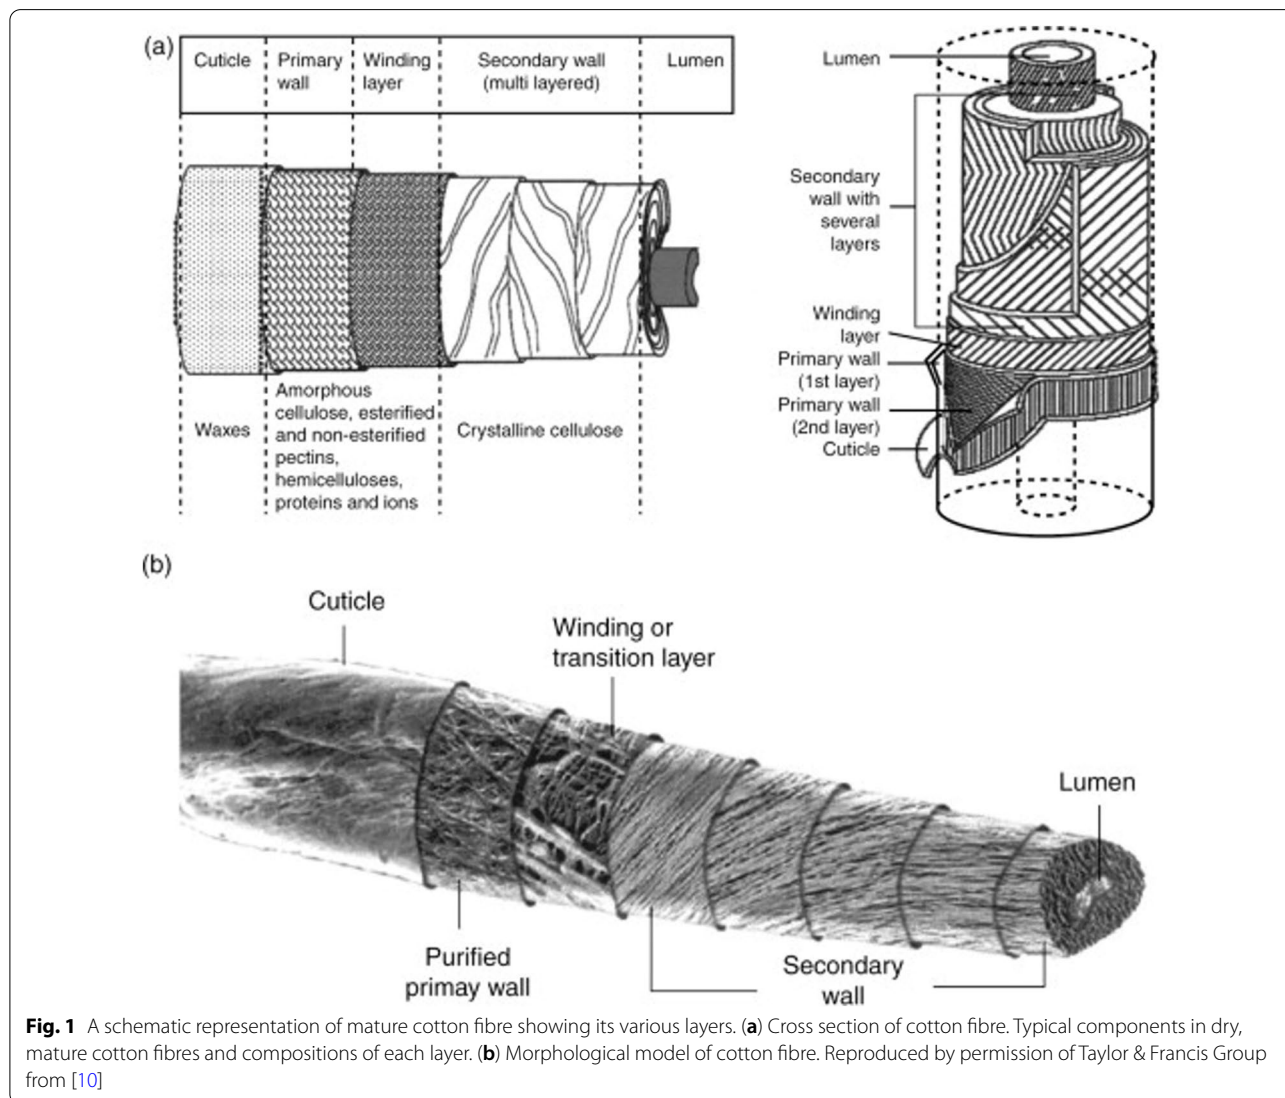 (a)
Cuticle
Primary
wall
Winding
layer
Secondary wall
(multi layered)
Lumen
Waxes
Amorphous
cellulose, esterified
and non-esterified
pectins,
hemicelluloses,
proteins and ions
Crystalline cellulose
Lumen
Secondary
wall with
several
layers
Winding
layer
Primary wall
(1st layer)
Primary wall
(2nd layer)
Cuticle
(b)
Cuticle
Winding or
transition layer
Lumen
Purified
primay wall
Secondary
wall
Fig. 1 A schematic representation of mature cotton fibre showing its various layers. (a) Cross section of cotton fibre. Typical components in dry,
mature cotton fibres and compositions of each layer. (b) Morphological model of cotton fibre. Reproduced by permission of Taylor & Francis Group
from [10]